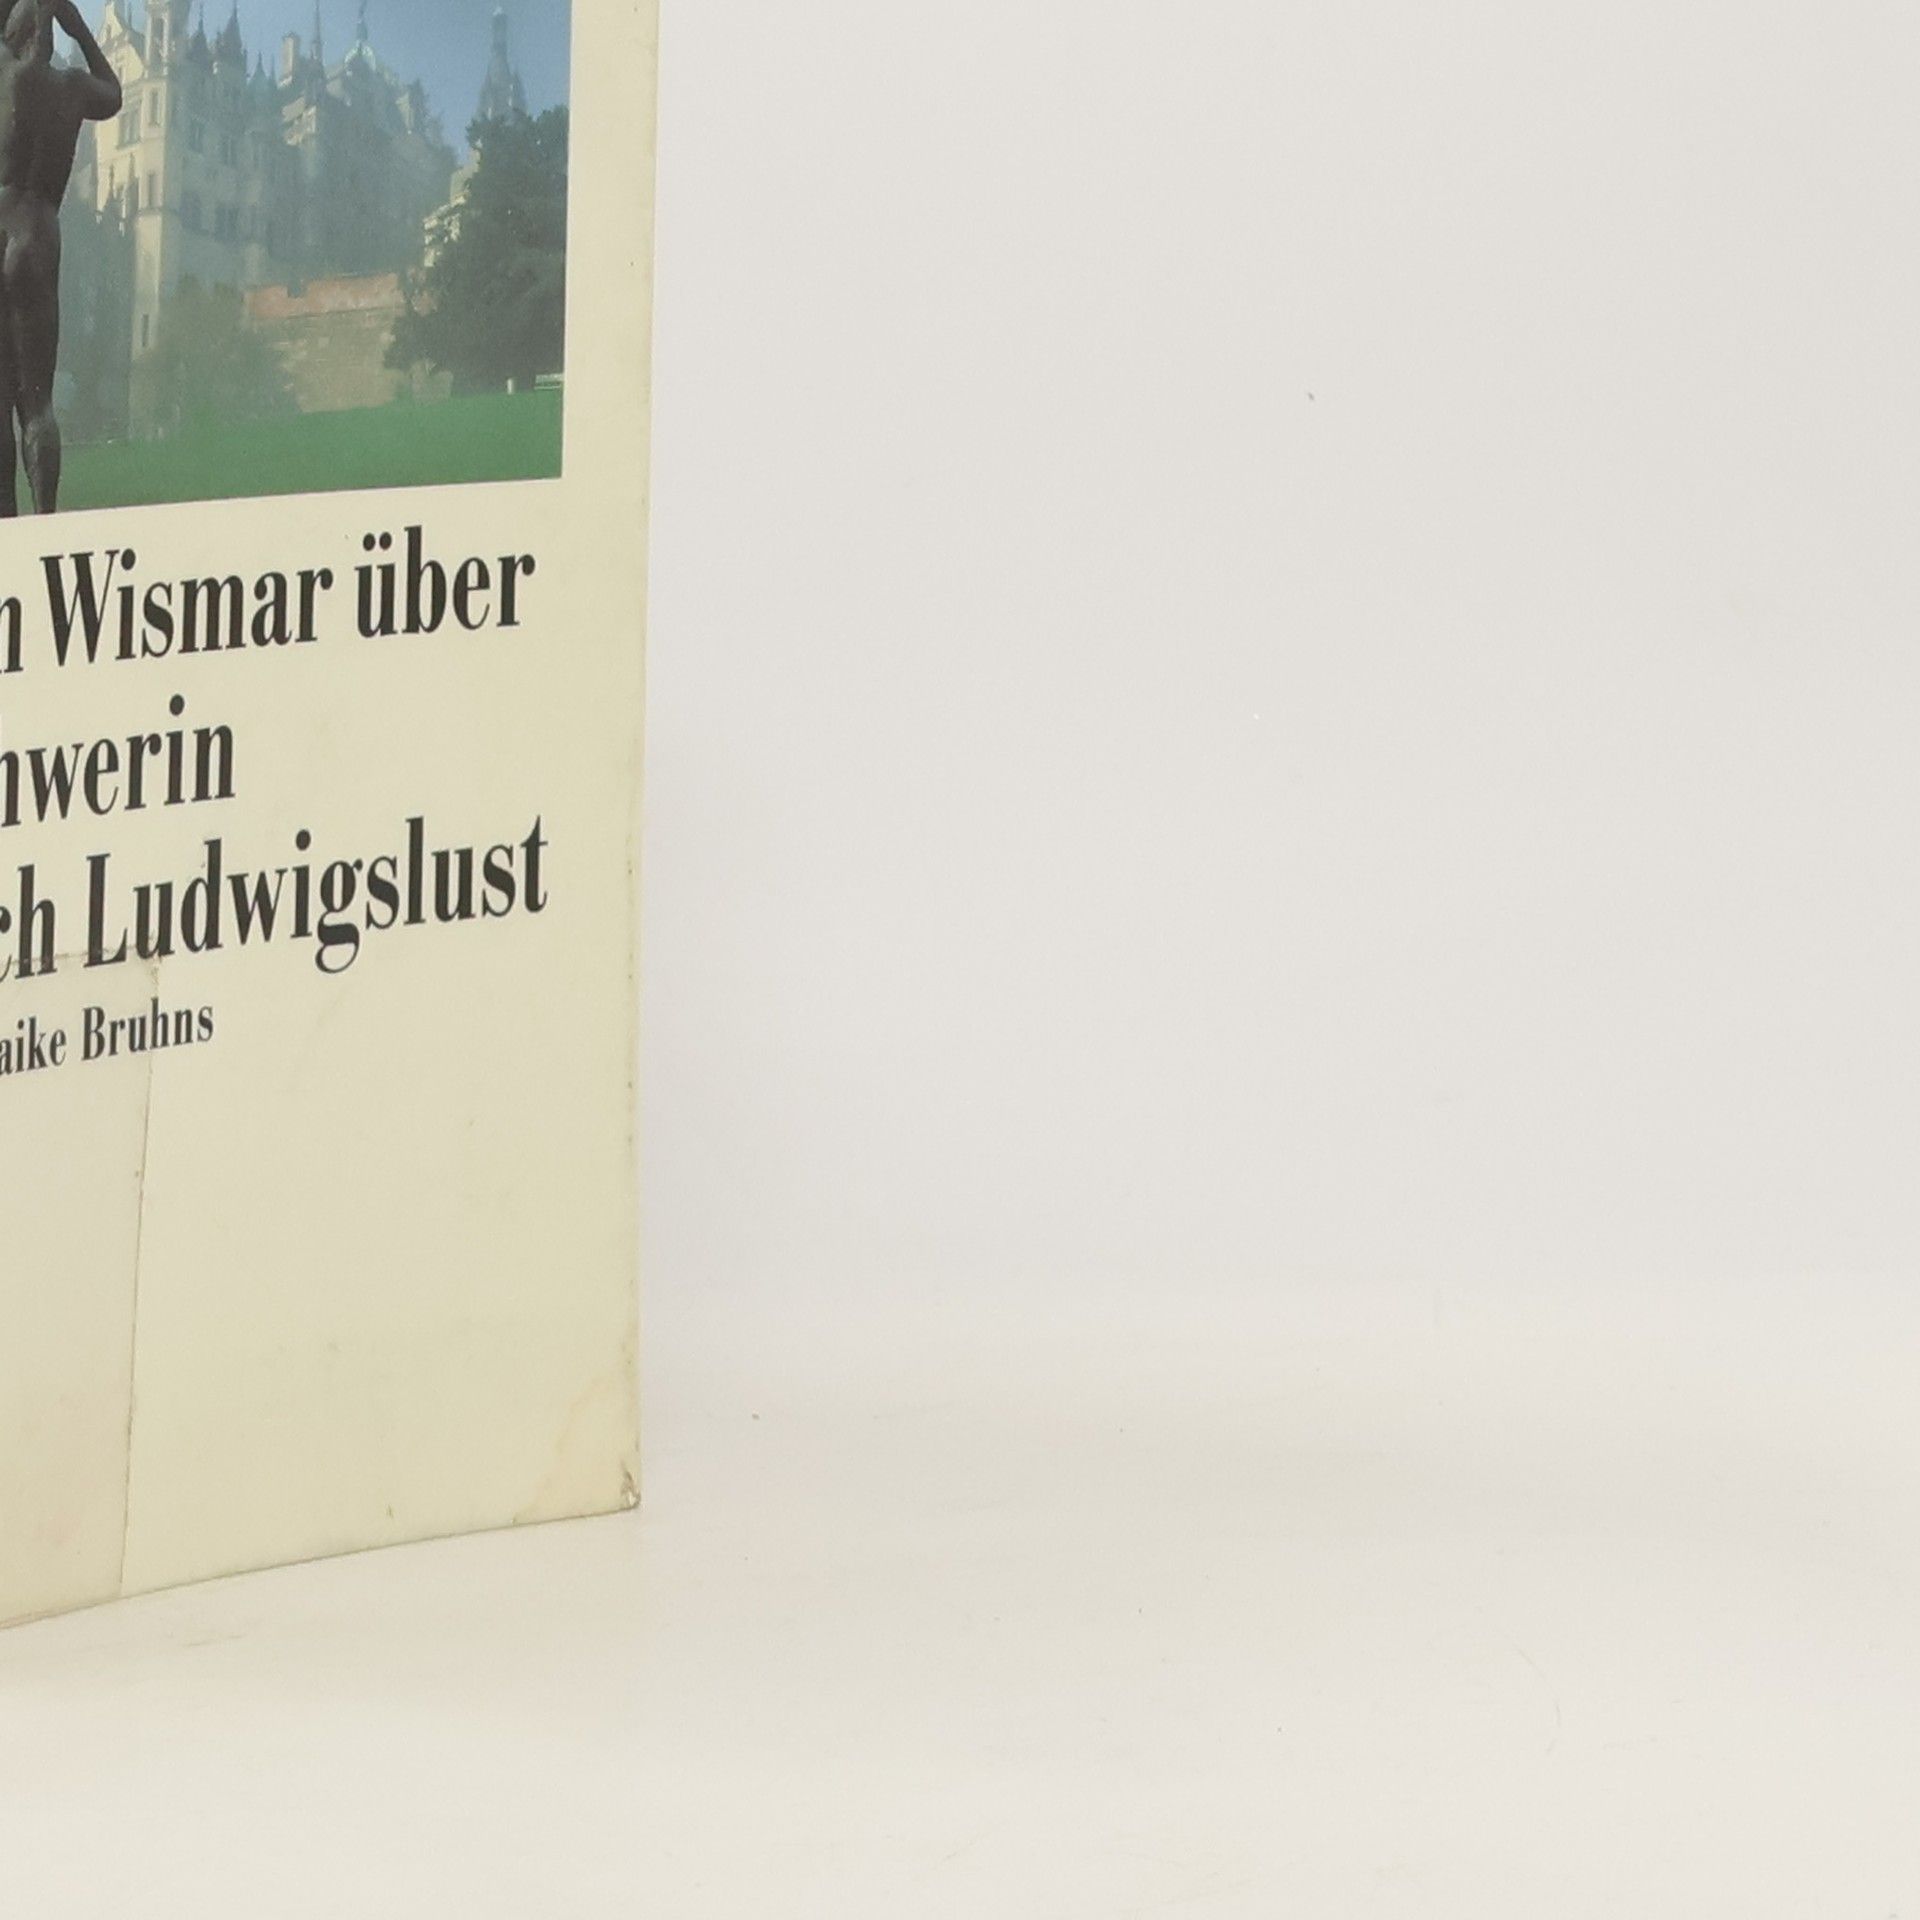 n Wismar über
hwerin
ch Ludwigslust
aike Bruhns